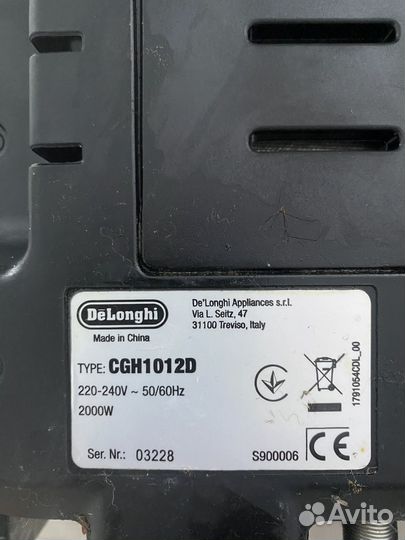 DeLonghi
Made in China
De'Longhi Appliances s.r.l.
Via L. Seitz, 47
31100 Treviso, Italy
TYPE: CGH1012D
220-240V ~ 50/60Hz
2000W
Ser. Nr.: 03228
S900006
CE
1791054CDL_00
Avito